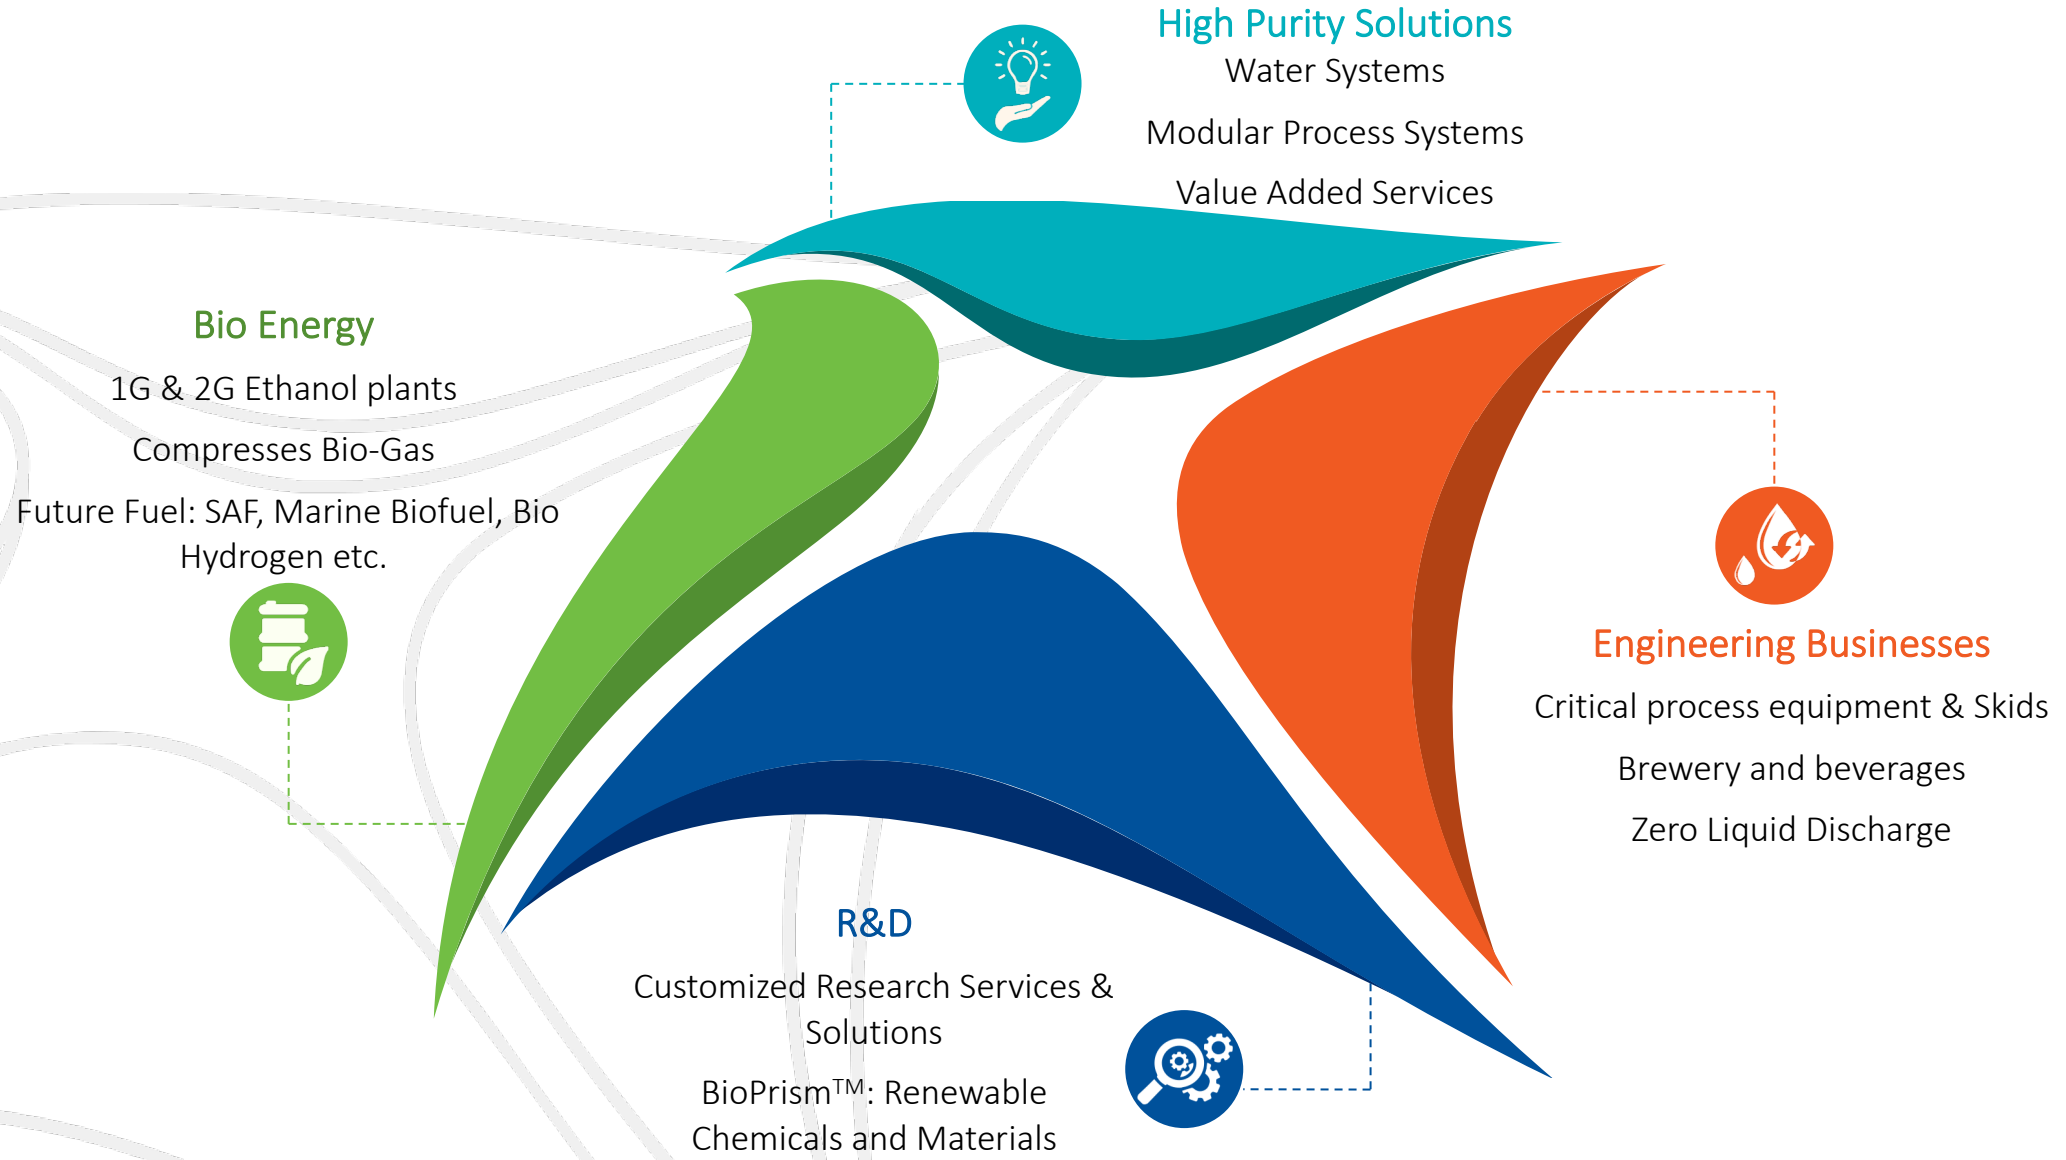 High Purity Solutions
Water Systems
Modular Process Systems
Value Added Services
Bio Energy
1G & 2G Ethanol plants
Compresses Bio-Gas
Future Fuel: SAF, Marine Biofuel, Bio
Hydrogen etc.
Engineering Businesses
Critical process equipment & Skids
Brewery and beverages
Zero Liquid Discharge
R&D
Customized Research Services &
Solutions
BioPrism™: Renewable
Chemicals and Materials